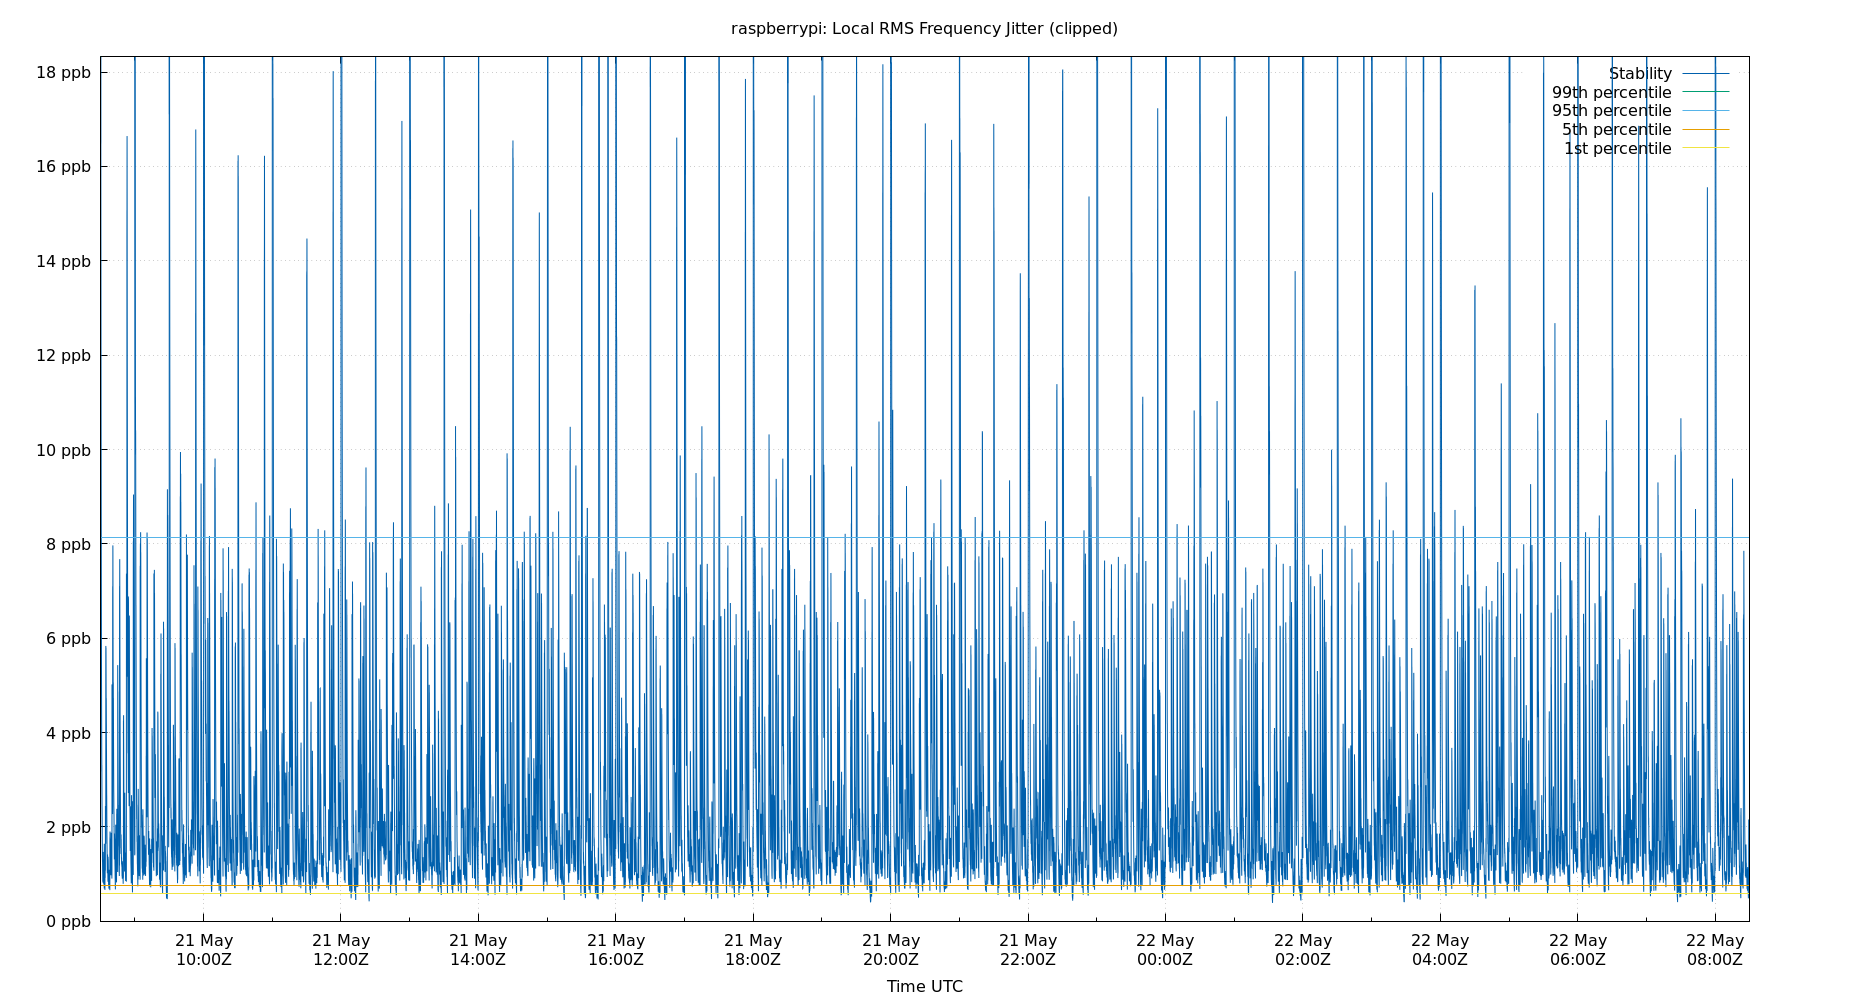 raspberrypi: Local RMS Frequency Jitter (clipped)
18 ppb
16 ppb
14 ppb
12 ppb
10 ppb
8 ppb
6 ppb
4 ppb
2 ppb
0 ppb
Stability
99th percentile
95th percentile
5th percentile
1st percentile
21 May 21 May 21 May 21 May 21 May 21 May 21 May 22 May 22 May 22 May 22 May 22 May
10:00Z 12:00Z 14:00Z 16:00Z 18:00Z 20:00Z 22:00Z 00:00Z 02:00Z 04:00Z 06:00Z 08:00Z
Time UTC